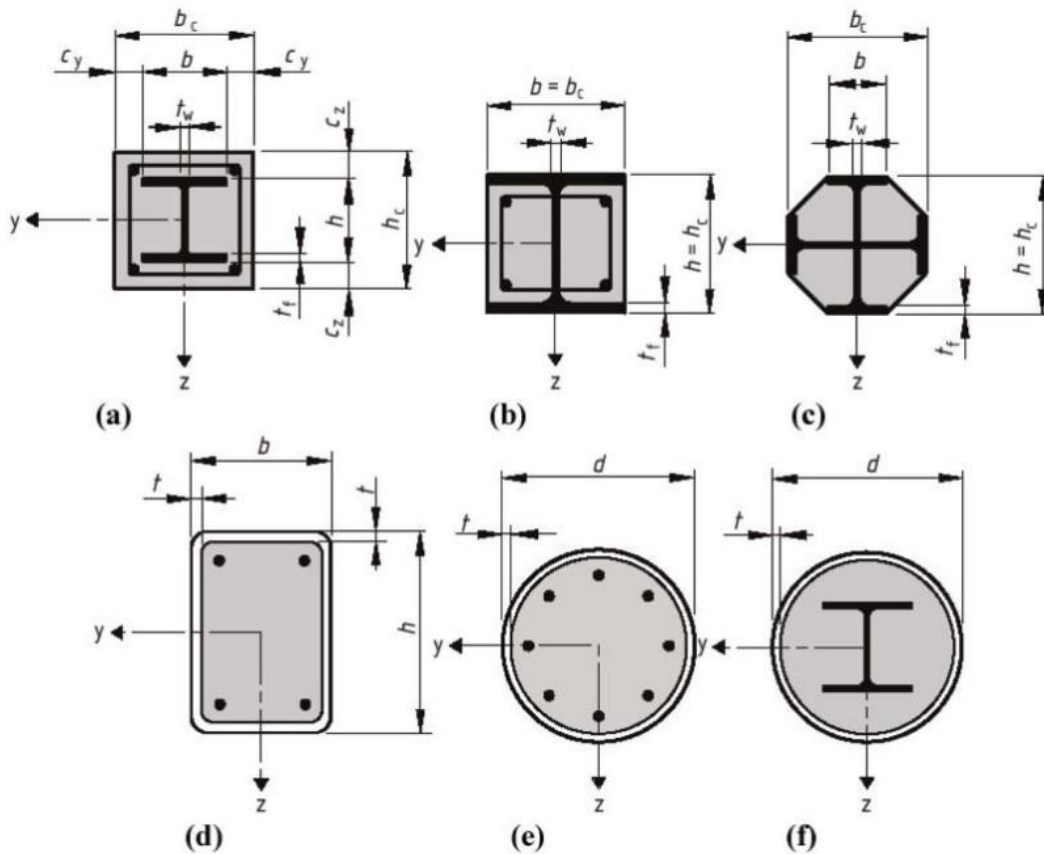 b_c
c_y b c_y
t_w
c_z
h
h_c
t_f
c_z
y
z
(a)
b = b_c
t_w
h = h_c
t_f
y
z
(b)
b_c
b
t_w
h = h_c
t_f
y
z
(c)
b
t
t
h
y
z
(d)
d
t
y
z
(e)
d
t
y
z
(f)